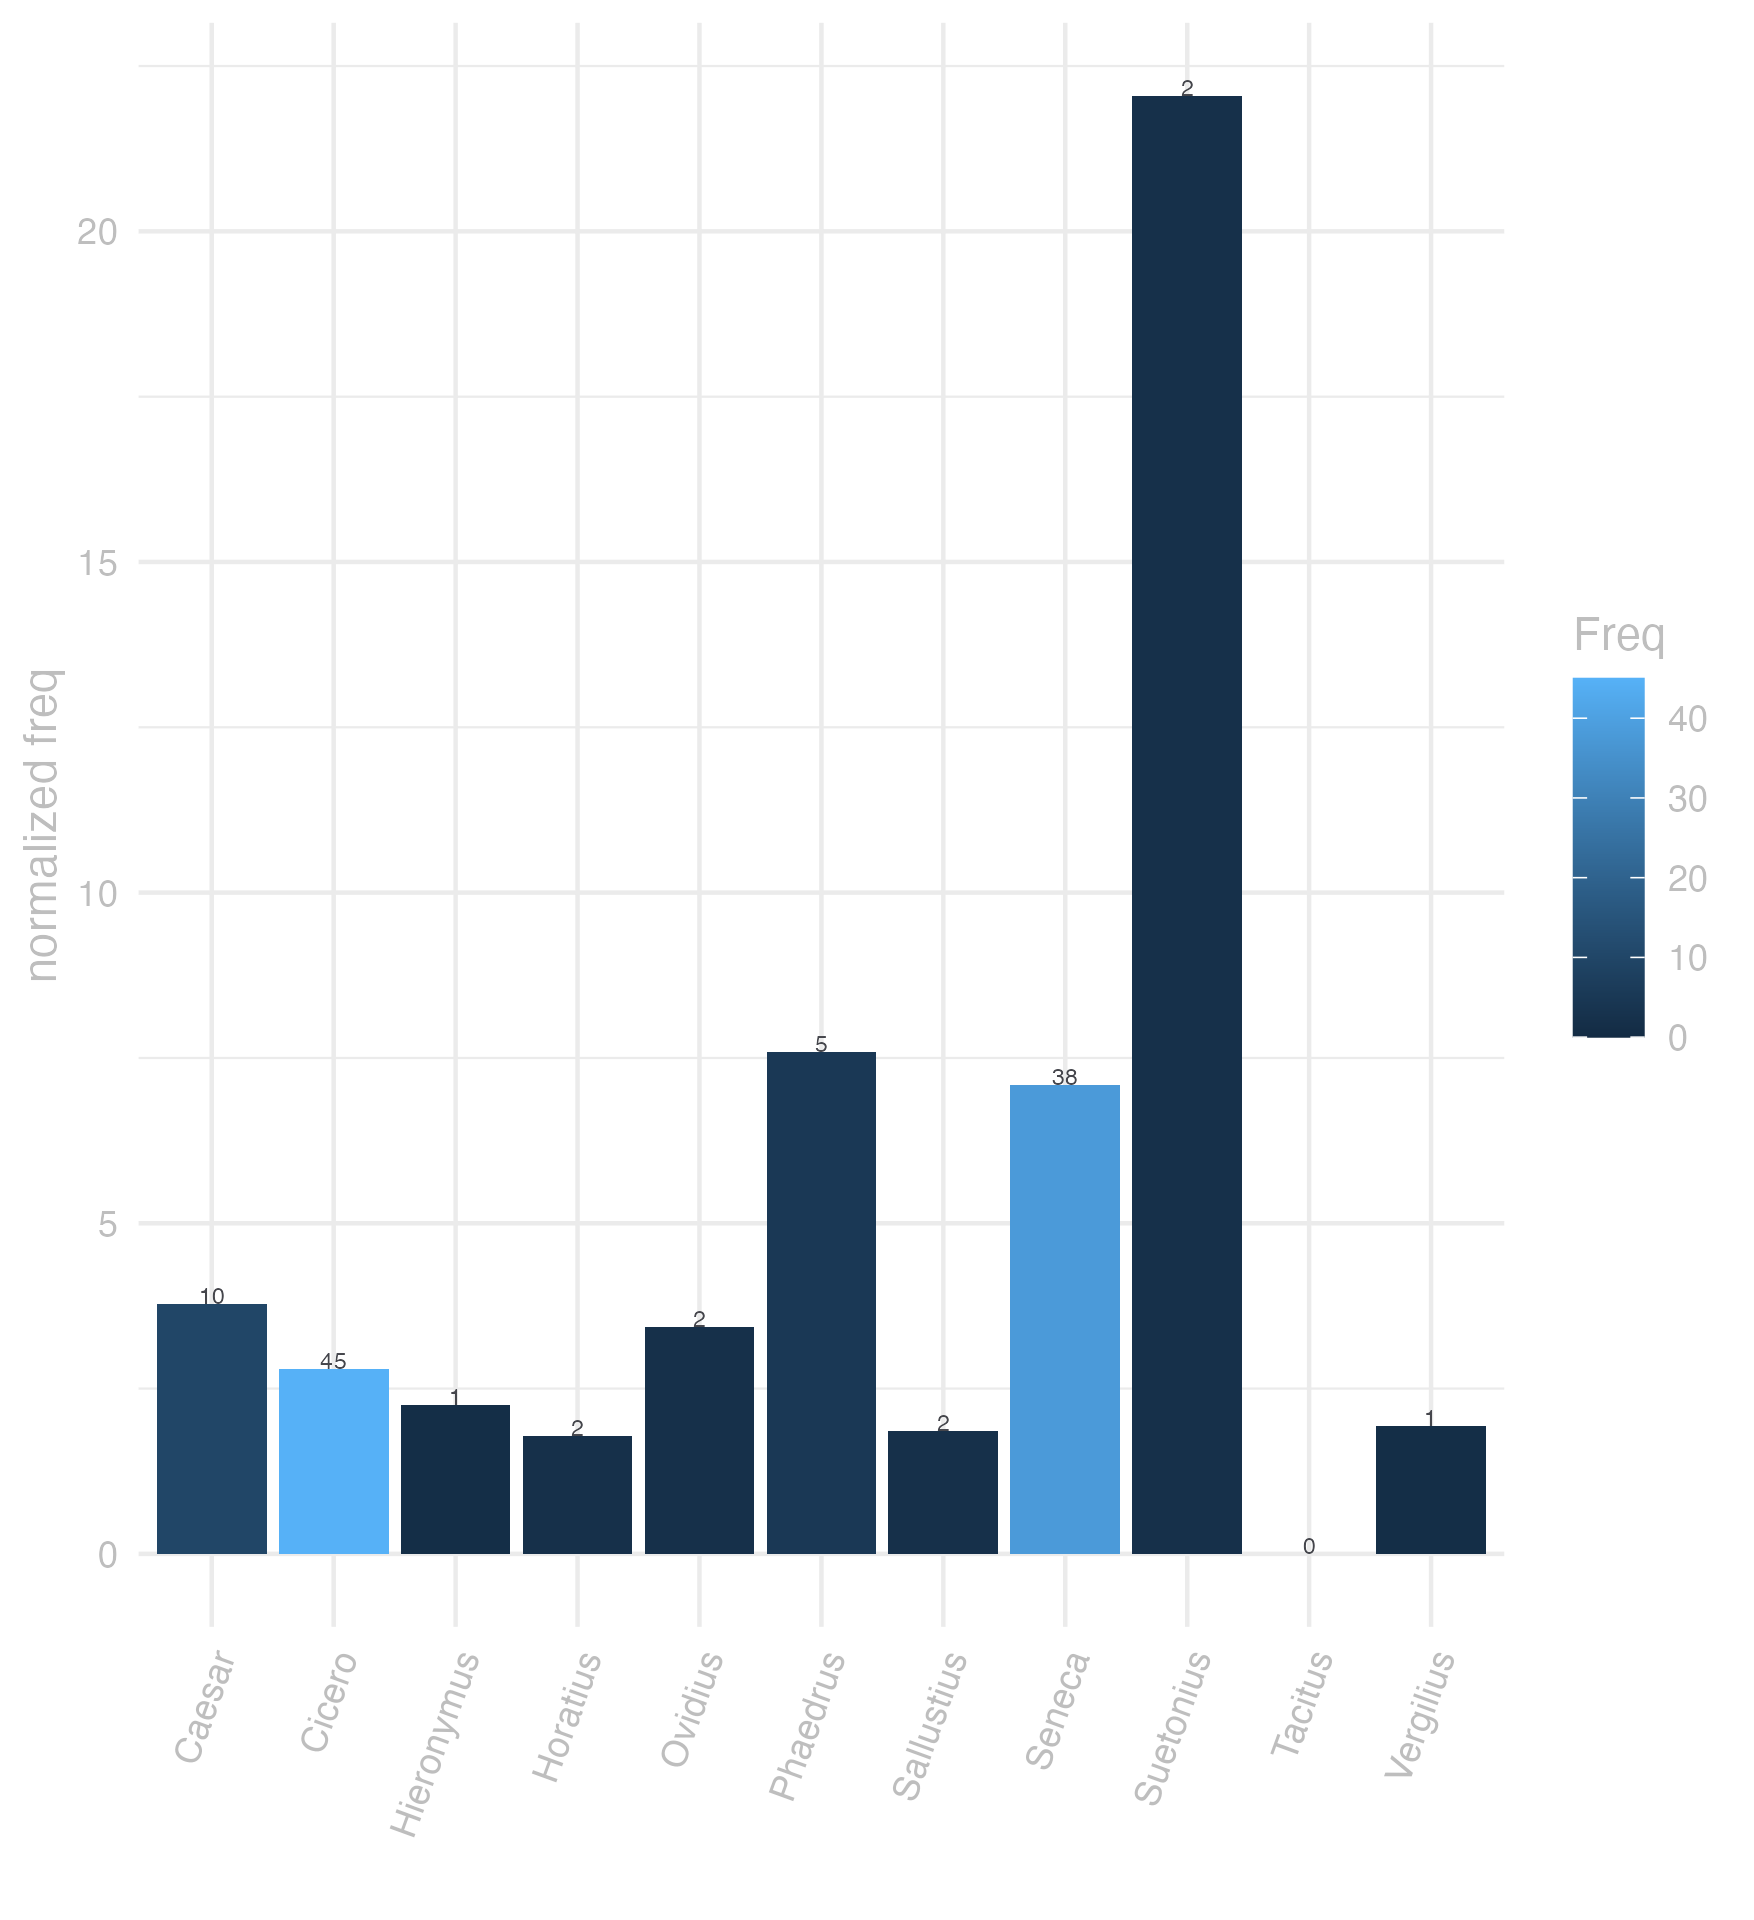 normalized freq
20
15
10
5
0
10
45
1
2
2
5
2
38
2
0
1
Caesar
Cicero
Hieronymus
Horatius
Ovidius
Phaedrus
Sallustius
Seneca
Suetonius
Tacitus
Vergilius
Freq
40
30
20
10
0